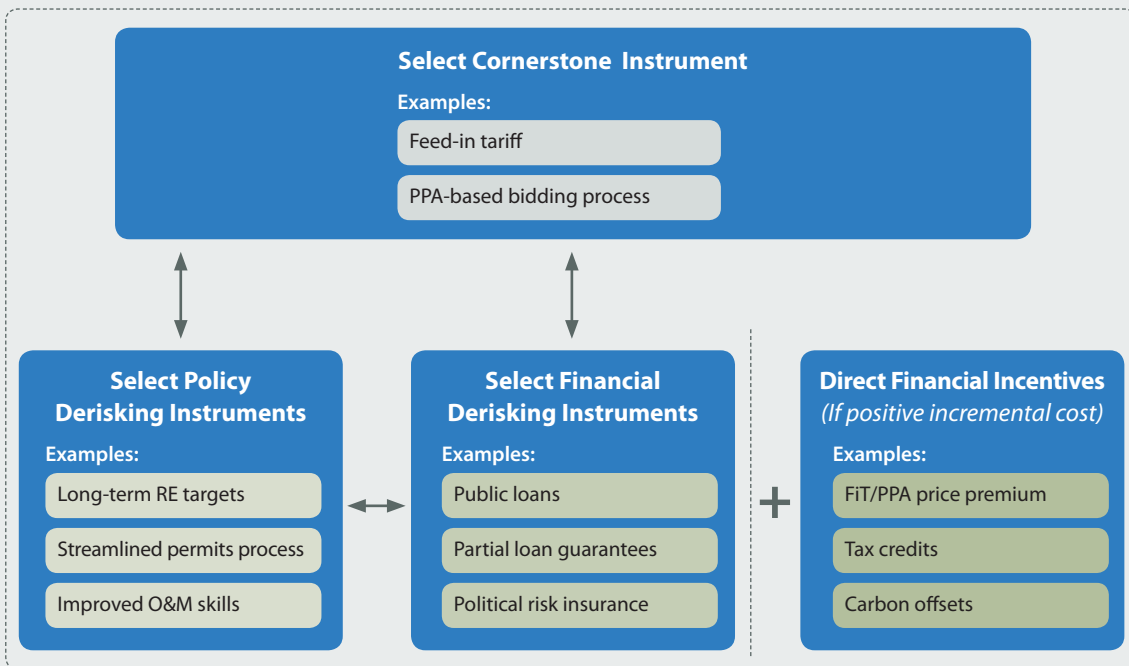 Select Cornerstone Instrument
Examples:
Feed-in tariff
PPA-based bidding process
Select Policy
Derisking Instruments
Examples:
Long-term RE targets
Streamlined permits process
Improved O&M skills
Select Financial
Derisking Instruments
Examples:
Public loans
Partial loan guarantees
Political risk insurance
+
Direct Financial Incentives
(If positive incremental cost)
Examples:
FiT/PPA price premium
Tax credits
Carbon offsets